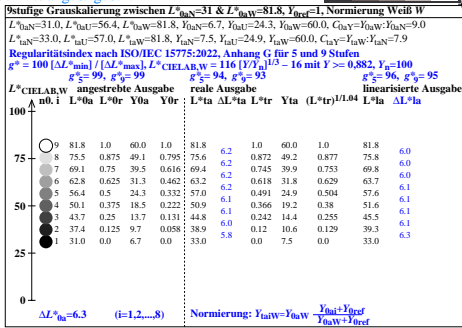 9stufige Grauskalierung zwischen L*0aN=31 & L*0aW=81.8, Y0ref=1, Normierung Weiß W
L*0aN=31.0, L*0aU=56.4, L*0aW=81.8, Y0aN=6.7, Y0aU=24.3, Y0aW=60.0, C0aY=Y0aW:Y0aN=9.0
L*taN=33.0, L*taU=57.0, L*taW=81.8, YtaN=7.5, YtaU=24.9, YtaW=60.0, CtaY=YtaW:YtaN=7.9
Regularitätsindex nach ISO/IEC 15775:2022, Anhang G für 5 und 9 Stufen
g* = 100 [ΔL*min] / [ΔL*max], L*CIELAB,W = 116 [Y/Yn]1/3 − 16 mit Y >= 0,882, Yn=100
g*5= 99, g*9= 99 g*5= 94, g*9= 93 g*5= 96, g*9= 95
L*CIELAB,W angestrebte Ausgabe reale Ausgabe linearisierte Ausgabe
n0. i L*0a L*0r Y0a Y0r L*ta ΔL*ta L*tr Yta (L*tr)1/1.04 L*la ΔL*la
100
9 81.8 1.0 60.0 1.0 81.8 1.0 60.0 1.0 81.8
6.2 6.0
75 8 75.5 0.875 49.1 0.795 75.6 0.872 49.2 0.877 75.8
6.2 6.0
7 69.1 0.75 39.5 0.616 69.4 0.745 39.9 0.753 69.8
6.2 6.1
6 62.8 0.625 31.3 0.462 63.2 0.618 31.8 0.629 63.7
6.1 6.1
5 56.4 0.5 24.3 0.332 57.0 0.491 24.9 0.504 57.6
6.1 6.0
50 4 50.1 0.375 18.5 0.222 50.9 0.366 19.2 0.38 51.6
6.1 6.1
3 43.7 0.25 13.7 0.131 44.8 0.242 14.4 0.255 45.5
6.0 6.1
2 37.4 0.125 9.7 0.058 38.9 0.12 10.6 0.129 39.3
5.8 6.3
1 31.0 0.0 6.7 0.0 33.0 0.0 7.5 0.0 33.0
25
0
ΔL*0a=6.3 (i=1,2,...,8) Normierung: YtaiW=Y0aW Y0ai+Y0ref
Y0aW+Y0ref